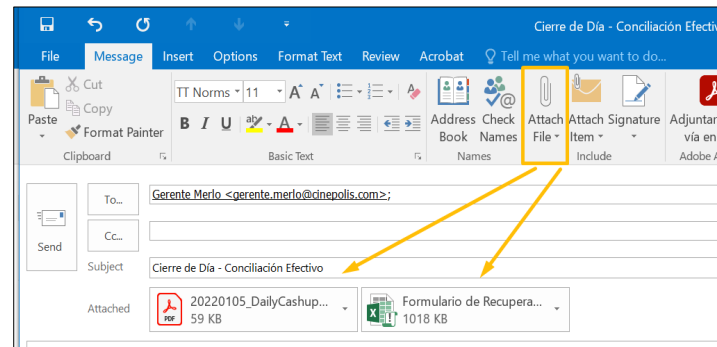 Cierre de Día - Conciliación Efectiv
File Message Insert Options Format Text Review Acrobat Tell me what you want to do...
Paste
Cut
Copy
Format Painter
Clipboard
TT Norms 11
B I U
Basic Text
Address Book
Check Names
Names
Attach File
Attach Item
Signature
Include
Adjuntar
vía en
Adobe A
Send
To... Gerente Merlo <gerente.merlo@cinepolis.com>;
Cc...
Subject Cierre de Día - Conciliación Efectivo
Attached
PDF
20220105_DailyCashup...
59 KB
Formulario de Recupera...
1018 KB